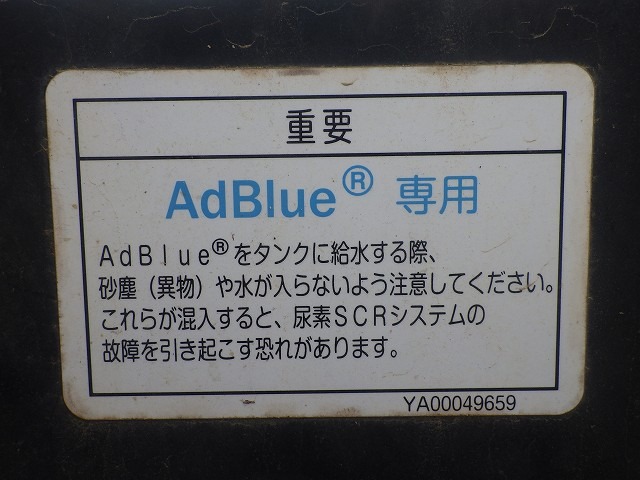 重要
AdBlue® 専用
AdBlue®をタンクに給水する際、
砂塵（異物）や水が入らないよう注意してください。
これらが混入すると、尿素SCRシステムの
故障を引き起こす恐れがあります。
YA00049659